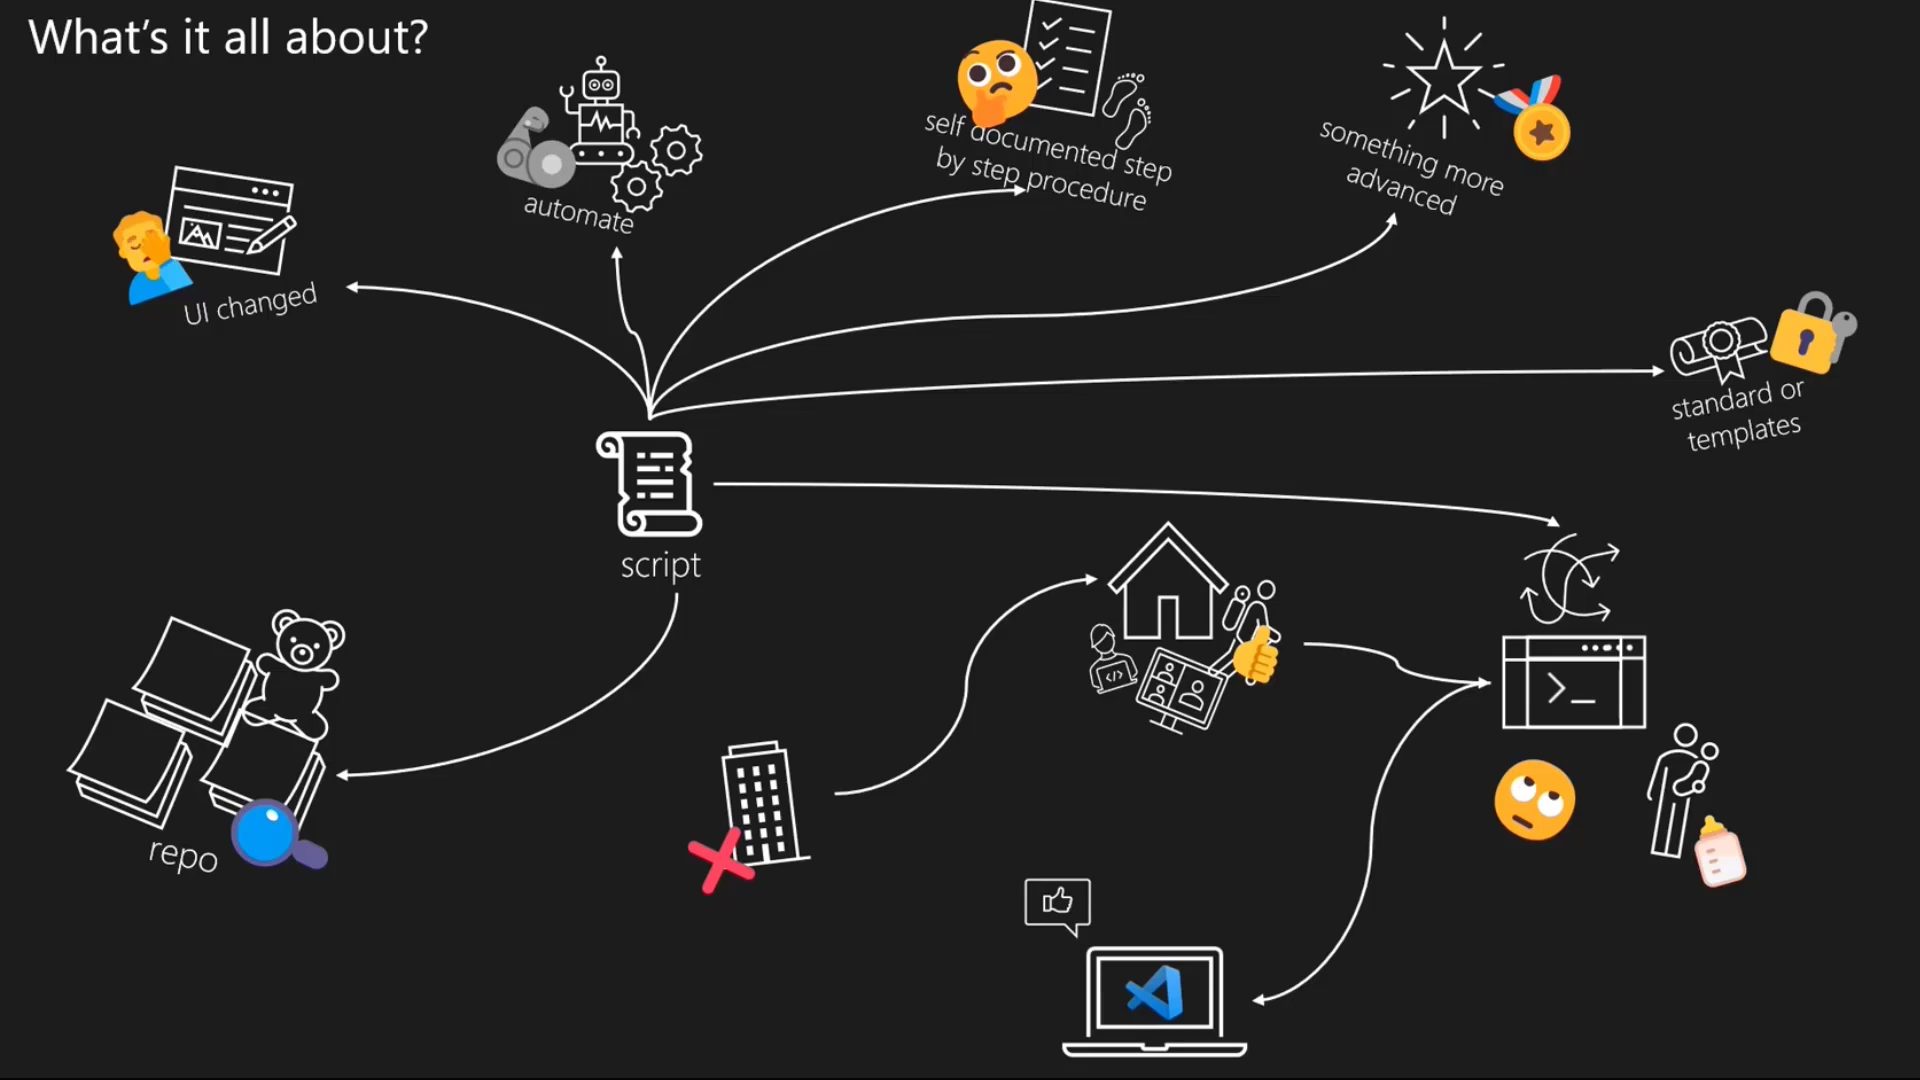 What's it all about?
automate
self documented step
by step procedure
something more
advanced
UI changed
standard or
templates
script
repo